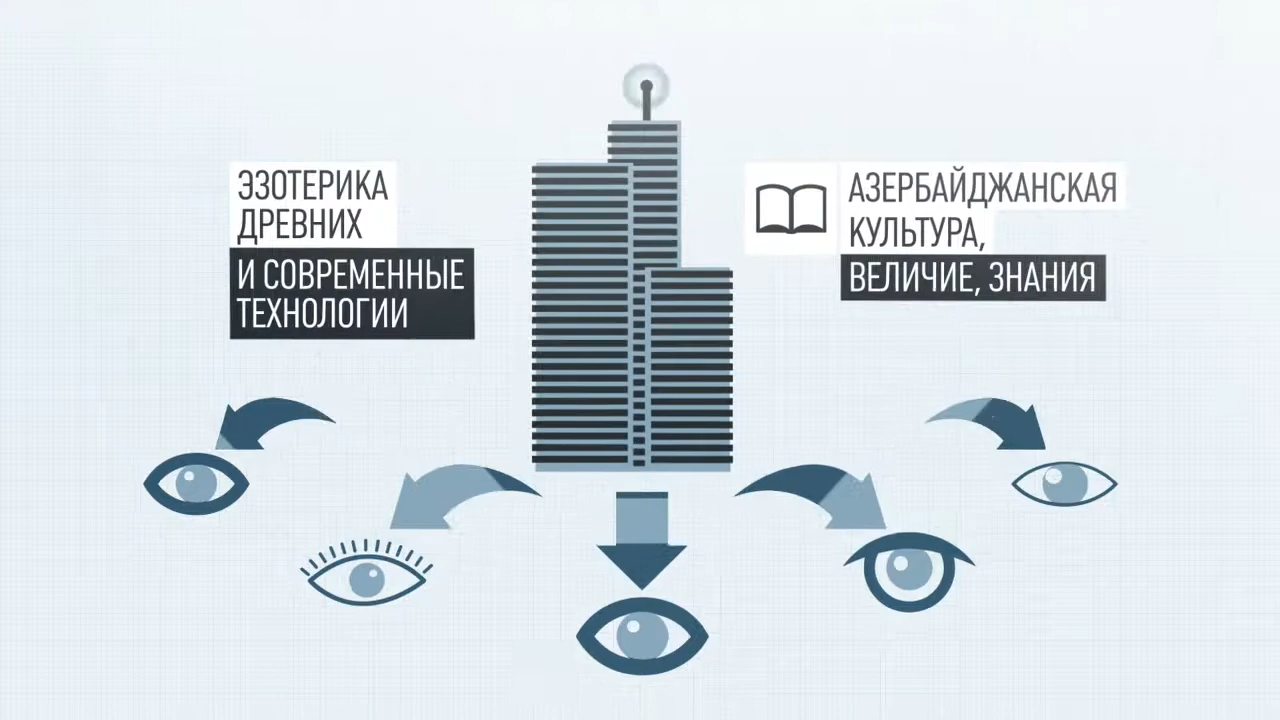 ЭЗОТЕРИКА
ДРЕВНИХ
И СОВРЕМЕННЫЕ
ТЕХНОЛОГИИ
АЗЕРБАЙДЖАНСКАЯ
КУЛЬТУРА,
ВЕЛИЧИЕ, ЗНАНИЯ